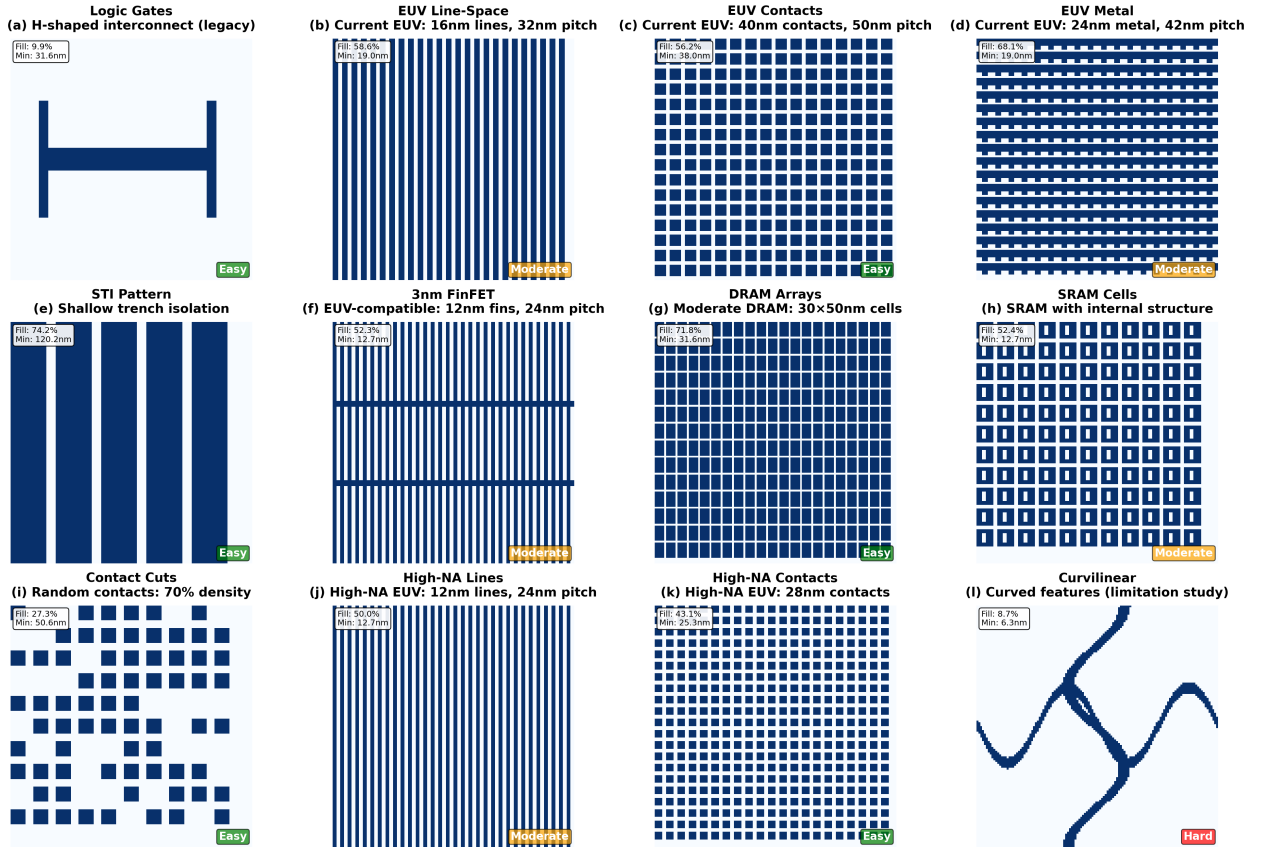 Logic Gates
(a) H-shaped interconnect (legacy)
Fill: 9.9%
Min: 31.6nm
Easy
EUV Line-Space
(b) Current EUV: 16nm lines, 32nm pitch
Fill: 58.6%
Min: 19.0nm
Moderate
EUV Contacts
(c) Current EUV: 40nm contacts, 50nm pitch
Fill: 56.2%
Min: 38.0nm
Easy
EUV Metal
(d) Current EUV: 24nm metal, 42nm pitch
Fill: 68.1%
Min: 19.0nm
Moderate
STI Pattern
(e) Shallow trench isolation
Fill: 74.2%
Min: 120.2nm
Easy
3nm FinFET
(f) EUV-compatible: 12nm fins, 24nm pitch
Fill: 52.3%
Min: 12.7nm
Moderate
DRAM Arrays
(g) Moderate DRAM: 30×50nm cells
Fill: 71.8%
Min: 31.6nm
Easy
SRAM Cells
(h) SRAM with internal structure
Fill: 52.4%
Min: 12.7nm
Moderate
Contact Cuts
(i) Random contacts: 70% density
Fill: 27.3%
Min: 50.6nm
Easy
High-NA Lines
(j) High-NA EUV: 12nm lines, 24nm pitch
Fill: 50.0%
Min: 12.7nm
Moderate
High-NA Contacts
(k) High-NA EUV: 28nm contacts
Fill: 43.1%
Min: 25.3nm
Easy
Curvilinear
(l) Curved features (limitation study)
Fill: 8.7%
Min: 6.3nm
Hard